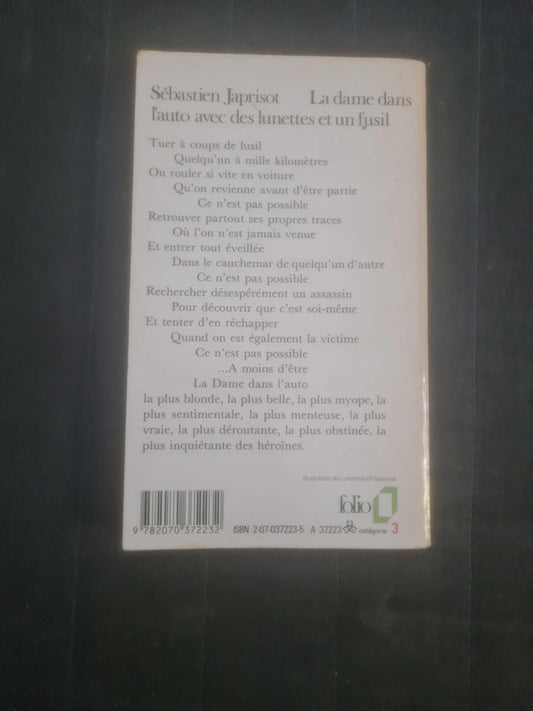 Sébastien Japrisot La dame dans
l'auto avec des lunettes et un fusil
Tuer à coups de fusil
Quelqu'un à mille kilomètres
Ou rouler si vite en voiture
Qu'on revienne avant d'être partie
Ce n'est pas possible
Retrouver partout ses propres traces
Où l'on n'est jamais venue
Et entrer tout éveillée
Dans le cauchemar de quelqu'un d'autre
Ce n'est pas possible
Rechercher désespérément un assassin
Pour découvrir que c'est soi-même
Et tenter d'en réchapper
Quand on est également la victime
Ce n'est pas possible
...A moins d'être
La Dame dans l'auto
la plus blonde, la plus belle, la plus myope, la
plus sentimentale, la plus menteuse, la plus
vraie, la plus déroutante, la plus obstinée, la
plus inquiétante des héroïnes.
Illustration de
folio
9 782070 372232 ISBN 2-07-037223-5 A 37223 catégorie 3